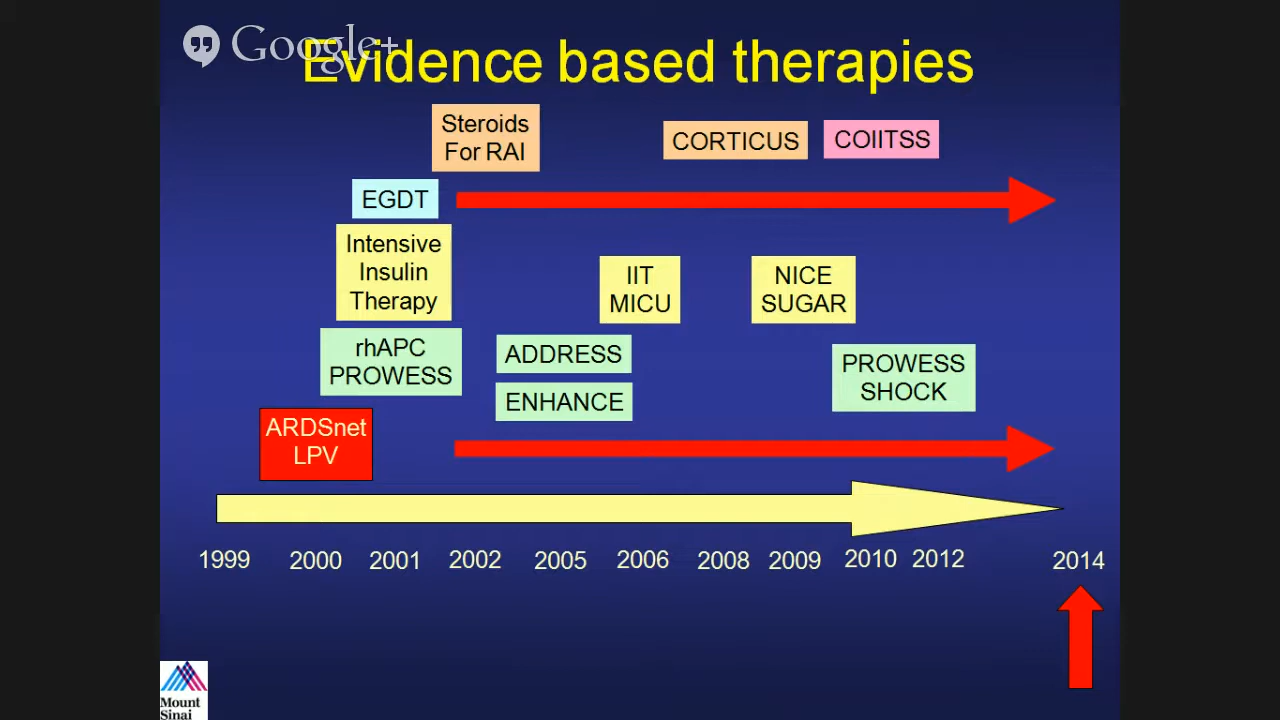 Google+
Evidence based therapies
Steroids
For RAI
CORTICUS
COIITSS
EGDT
Intensive
Insulin
Therapy
IIT
MICU
NICE
SUGAR
rhAPC
PROWESS
ADDRESS
ENHANCE
PROWESS
SHOCK
ARDSnet
LPV
1999 2000 2001 2002 2005 2006 2008 2009 2010 2012 2014
Mount
Sinai